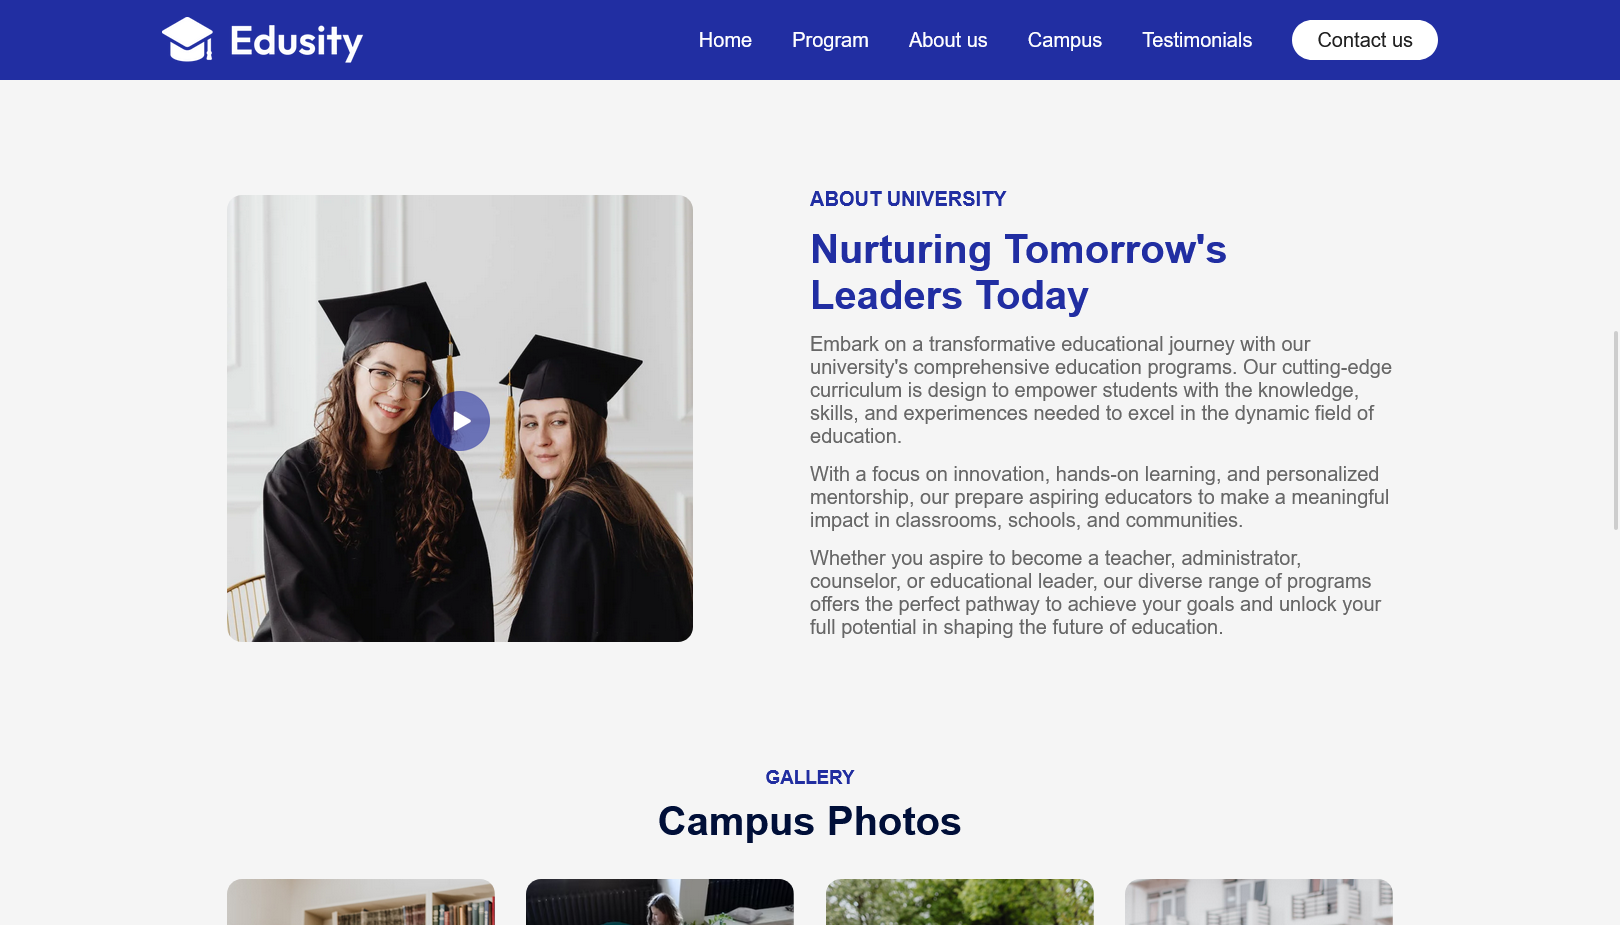 Edusity
Home Program About us Campus Testimonials Contact us
ABOUT UNIVERSITY
Nurturing Tomorrow's
Leaders Today
Embark on a transformative educational journey with our
university's comprehensive education programs. Our cutting-edge
curriculum is design to empower students with the knowledge,
skills, and experimences needed to excel in the dynamic field of
education.
With a focus on innovation, hands-on learning, and personalized
mentorship, our prepare aspiring educators to make a meaningful
impact in classrooms, schools, and communities.
Whether you aspire to become a teacher, administrator,
counselor, or educational leader, our diverse range of programs
offers the perfect pathway to achieve your goals and unlock your
full potential in shaping the future of education.
GALLERY
Campus Photos